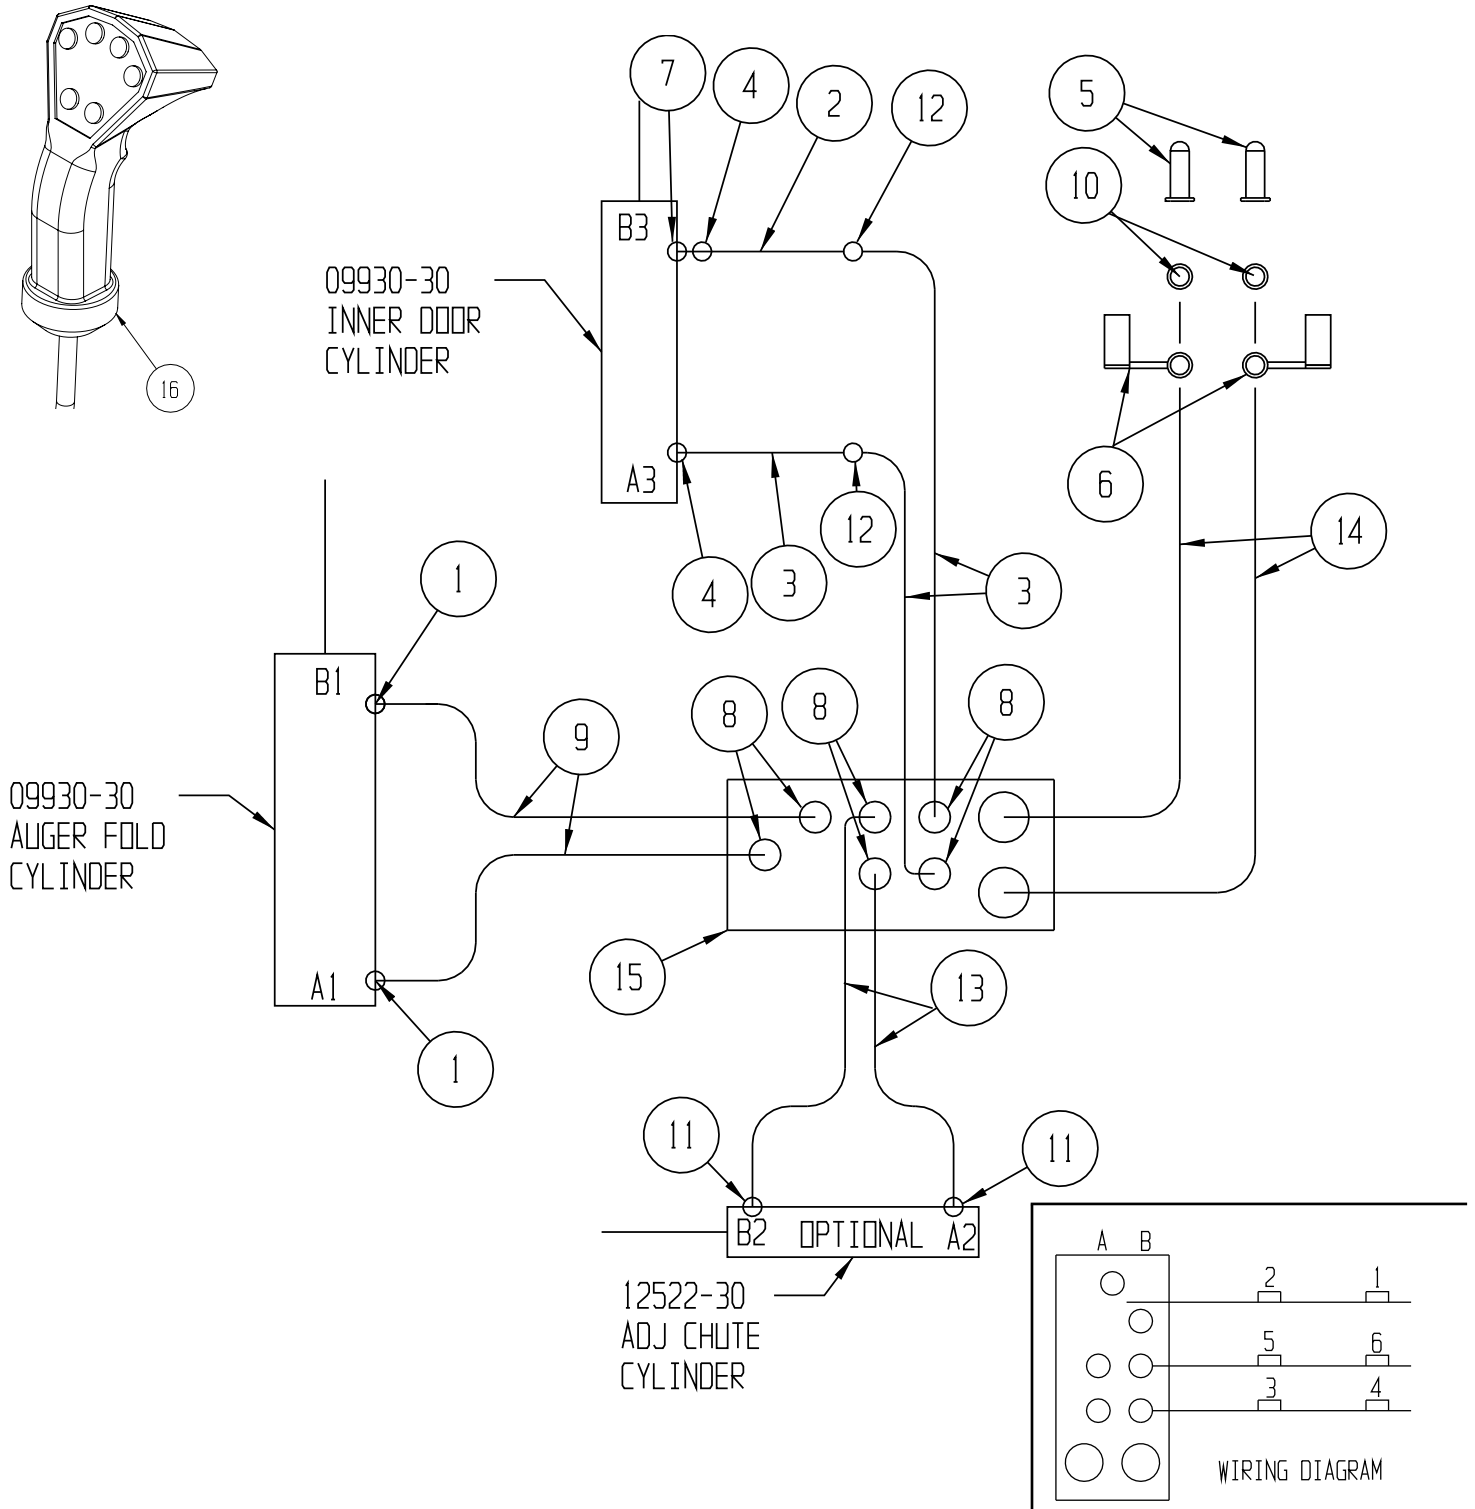 7
4
2
12
5
10
B3
09930-30
INNER DOOR
CYLINDER
16
A3
6
12
14
4
3
3
1
B1
9
8
8
8
09930-30
AUGER FOLD
CYLINDER
A1
15
13
1
11
11
B2 OPTIONAL A2
12522-30
ADJ CHUTE
CYLINDER
A B
2 1
5 6
3 4
WIRING DIAGRAM